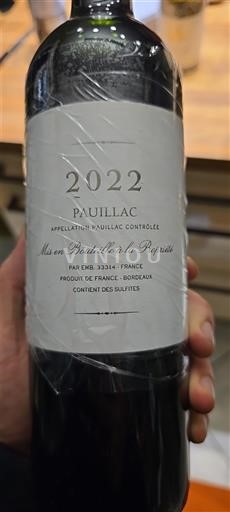 2022
PAUILLAC
APPELLATION PAUILLAC CONTRÔLÉE
Mis en Bouteille à la Propriété
PAR EMB. 33314 - FRANCE
PRODUIT DE FRANCE - BORDEAUX
CONTIENT DES SULFITES